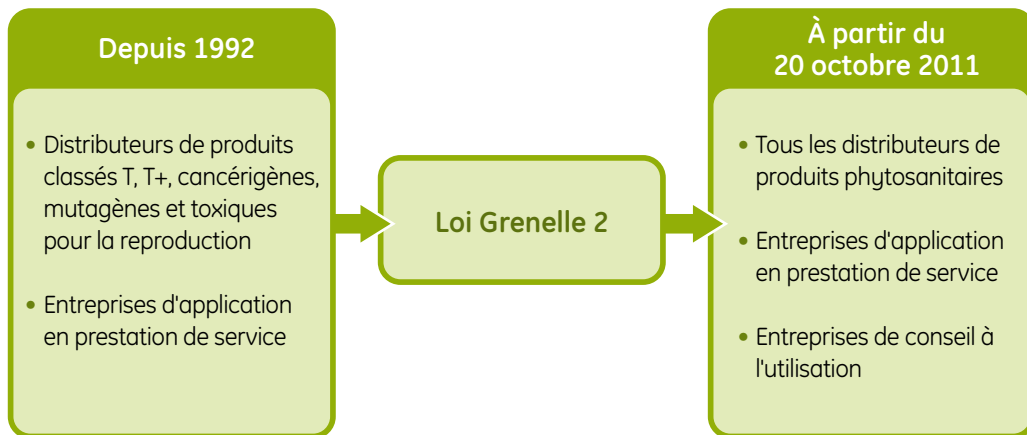 Depuis 1992
• Distributeurs de produits
classés T, T+, cancérigènes,
mutagènes et toxiques
pour la reproduction
• Entreprises d'application
en prestation de service
Loi Grenelle 2
À partir du
20 octobre 2011
• Tous les distributeurs de
produits phytosanitaires
• Entreprises d'application
en prestation de service
• Entreprises de conseil à
l'utilisation